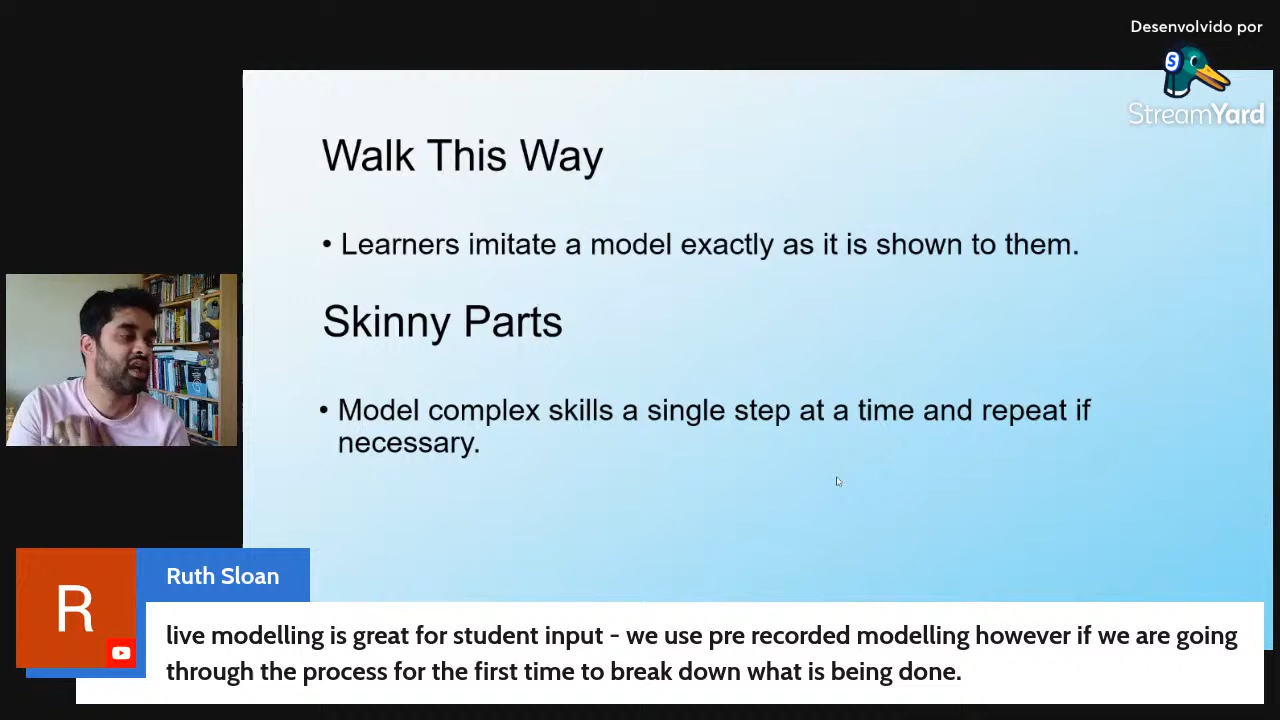 Desenvolvido por
S
StreamYard
Walk This Way
• Learners imitate a model exactly as it is shown to them.
Skinny Parts
• Model complex skills a single step at a time and repeat if
necessary.
R
Ruth Sloan
live modelling is great for student input - we use pre recorded modelling however if we are going
through the process for the first time to break down what is being done.